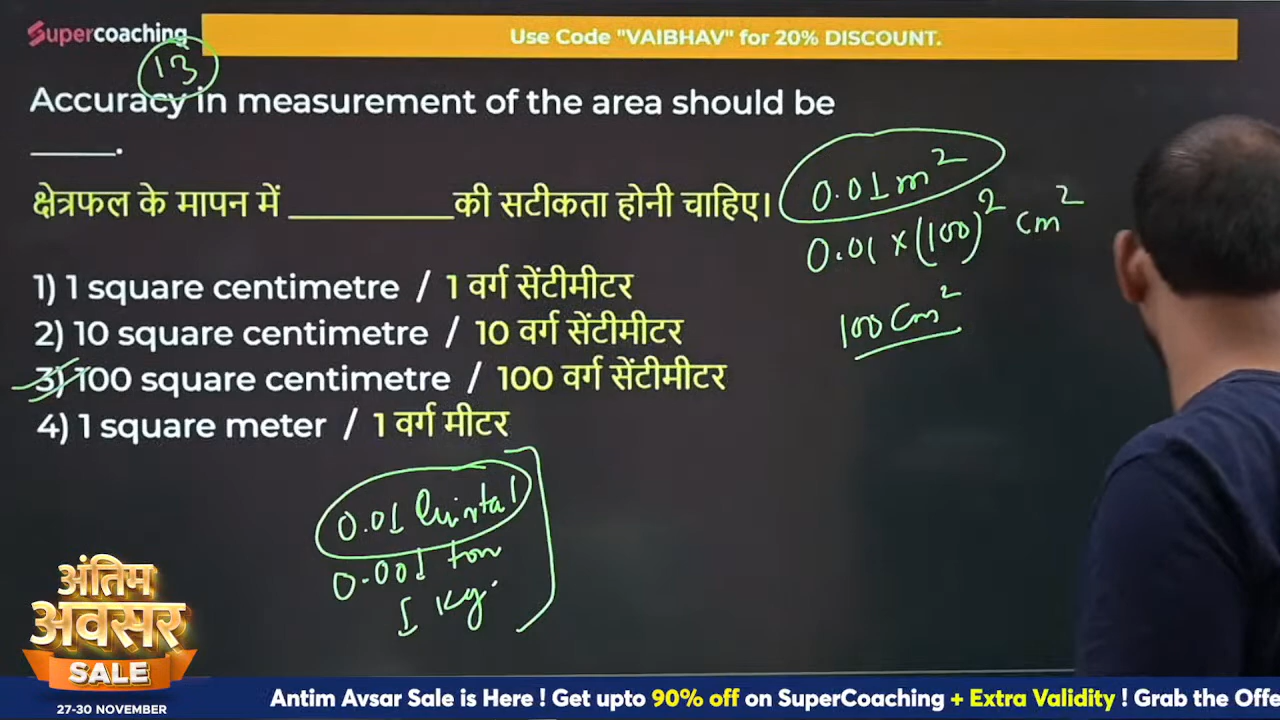 Supercoaching
Use Code "VAIBHAV" for 20% DISCOUNT.
13
Accuracy in measurement of the area should be
____.
क्षेत्रफल के मापन में __________की सटीकता होनी चाहिए।
0.01 m²
0.01 × (100)² cm²
100 cm²
1) 1 square centimetre / 1 वर्ग सेंटीमीटर
2) 10 square centimetre / 10 वर्ग सेंटीमीटर
3) 100 square centimetre / 100 वर्ग सेंटीमीटर
4) 1 square meter / 1 वर्ग मीटर
0.01 Quintal
0.001 ton
1 kg.
अंतिम
अवसर
SALE
27-30 NOVEMBER
Antim Avsar Sale is Here ! Get upto 90% off on SuperCoaching + Extra Validity ! Grab the Offe